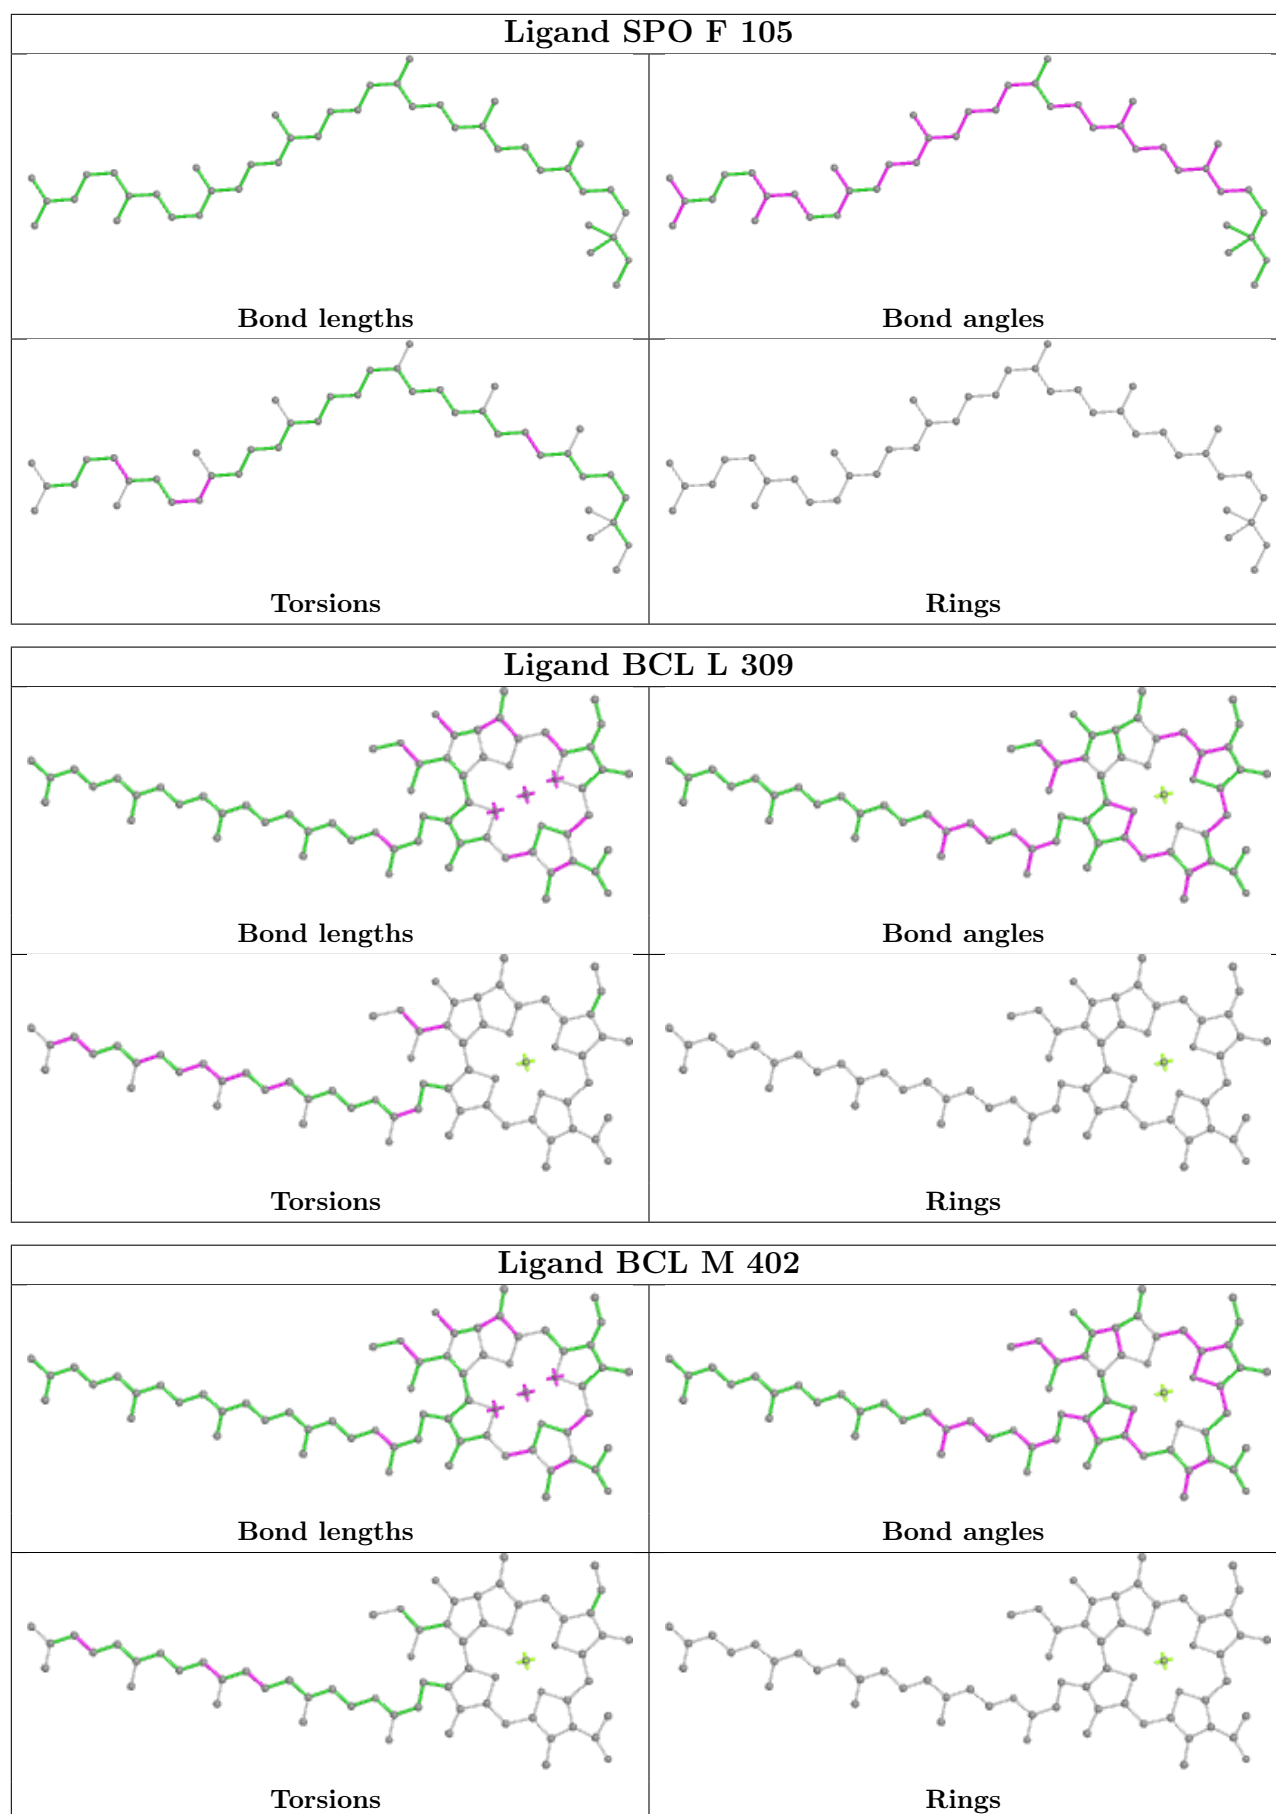 Ligand SPO F 105
Bond lengths
Bond angles
Torsions
Rings
Ligand BCL L 309
Bond lengths
Bond angles
Torsions
Rings
Ligand BCL M 402
Bond lengths
Bond angles
Torsions
Rings